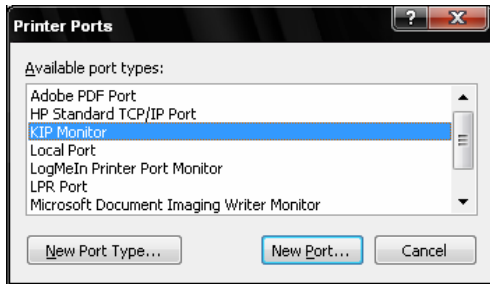 Printer Ports
Available port types:
Adobe PDF Port
HP Standard TCP/IP Port
KIP Monitor
Local Port
LogMeIn Printer Port Monitor
LPR Port
Microsoft Document Imaging Writer Monitor
New Port Type... New Port... Cancel